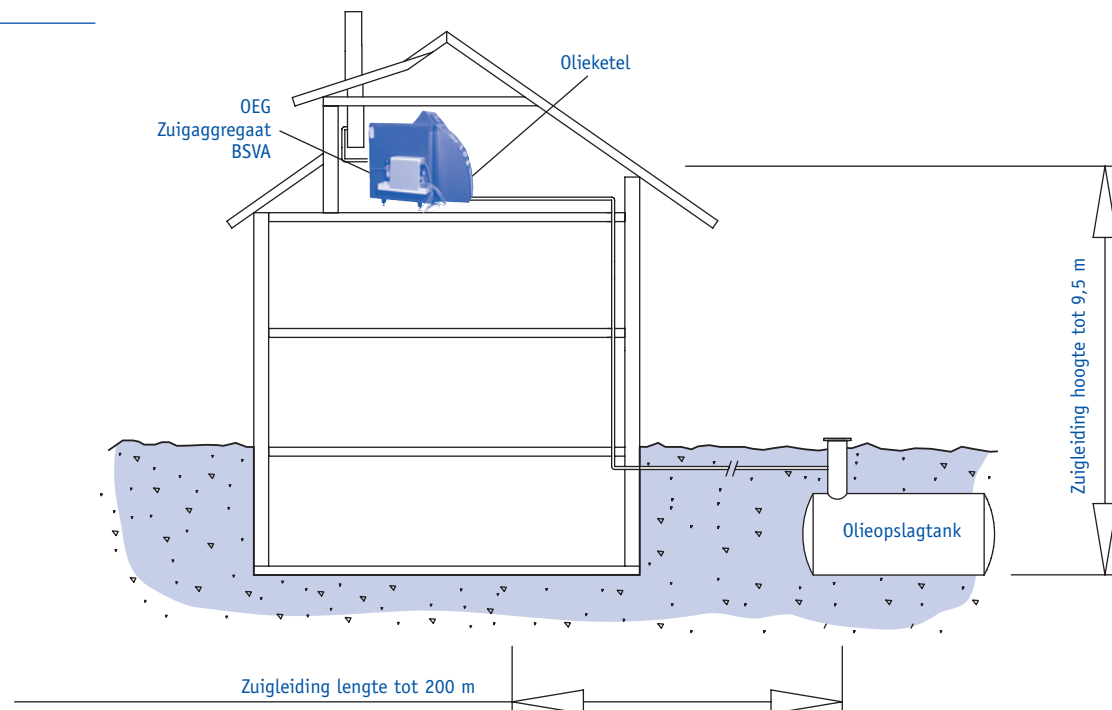 Olieketel
OEG
Zuigaggregaat
BSVA
Zuigleiding hoogte tot 9,5 m
Olieopslagtank
Zuigleiding lengte tot 200 m